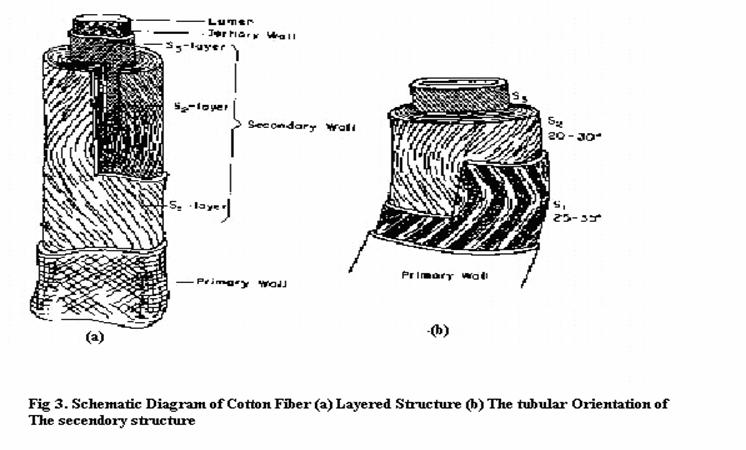 Lumen
Tertiary Wall
S3-layer
S2-layer
Secondary Wall
S1-layer
Primary Wall
(a)
S3
S2
20-30°
S1
25-35°
Primary Wall
(b)
Fig 3. Schematic Diagram of Cotton Fiber (a) Layered Structure (b) The tubular Orientation of
The secendory structure